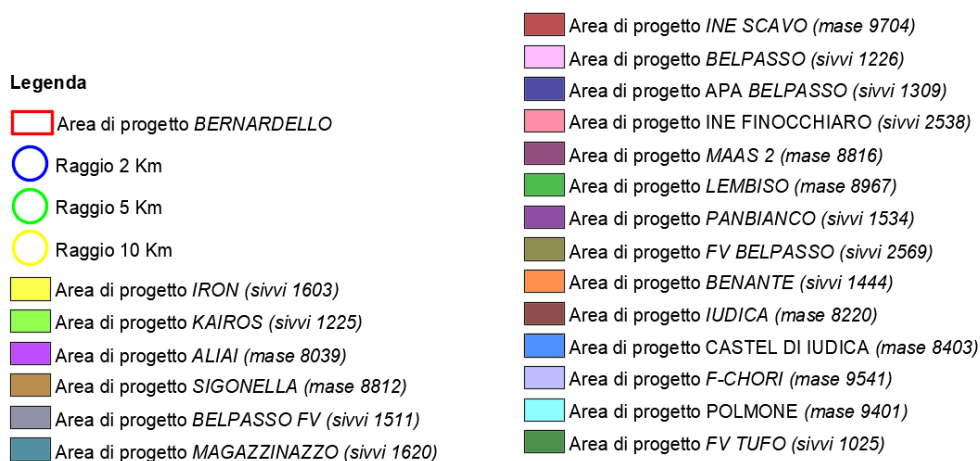 Legenda
Area di progetto BERNARDELLO
Raggio 2 Km
Raggio 5 Km
Raggio 10 Km
Area di progetto IRON (sivvi 1603)
Area di progetto KAIROS (sivvi 1225)
Area di progetto ALIAI (mase 8039)
Area di progetto SIGONELLA (mase 8812)
Area di progetto BELPASSO FV (sivvi 1511)
Area di progetto MAGAZZINAZZO (sivvi 1620)
Area di progetto INE SCAVO (mase 9704)
Area di progetto BELPASSO (sivvi 1226)
Area di progetto APA BELPASSO (sivvi 1309)
Area di progetto INE FINOCCHIARO (sivvi 2538)
Area di progetto MAAS 2 (mase 8816)
Area di progetto LEMBISO (mase 8967)
Area di progetto PANBIANCO (sivvi 1534)
Area di progetto FV BELPASSO (sivvi 2569)
Area di progetto BENANTE (sivvi 1444)
Area di progetto IUDICA (mase 8220)
Area di progetto CASTEL DI IUDICA (mase 8403)
Area di progetto F-CHORI (mase 9541)
Area di progetto POLMONE (mase 9401)
Area di progetto FV TUFO (sivvi 1025)